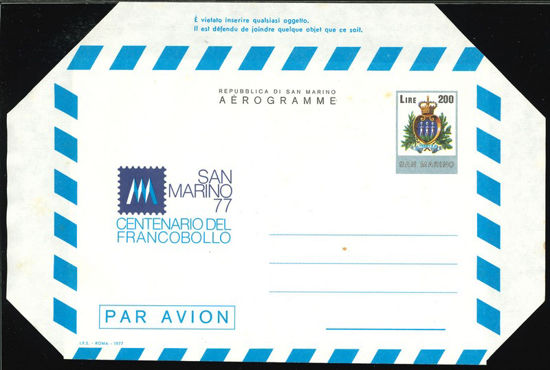 È vietato inserire qualsiasi oggetto.
Il est défendu de joindre quelque objet que ce soit.
REPUBBLICA DI SAN MARINO
AÉROGRAMME
LIRE 200
SAN MARINO
SAN
MARINO
77
CENTENARIO DEL
FRANCOBOLLO
PAR AVION
I.P.S. - ROMA - 1977